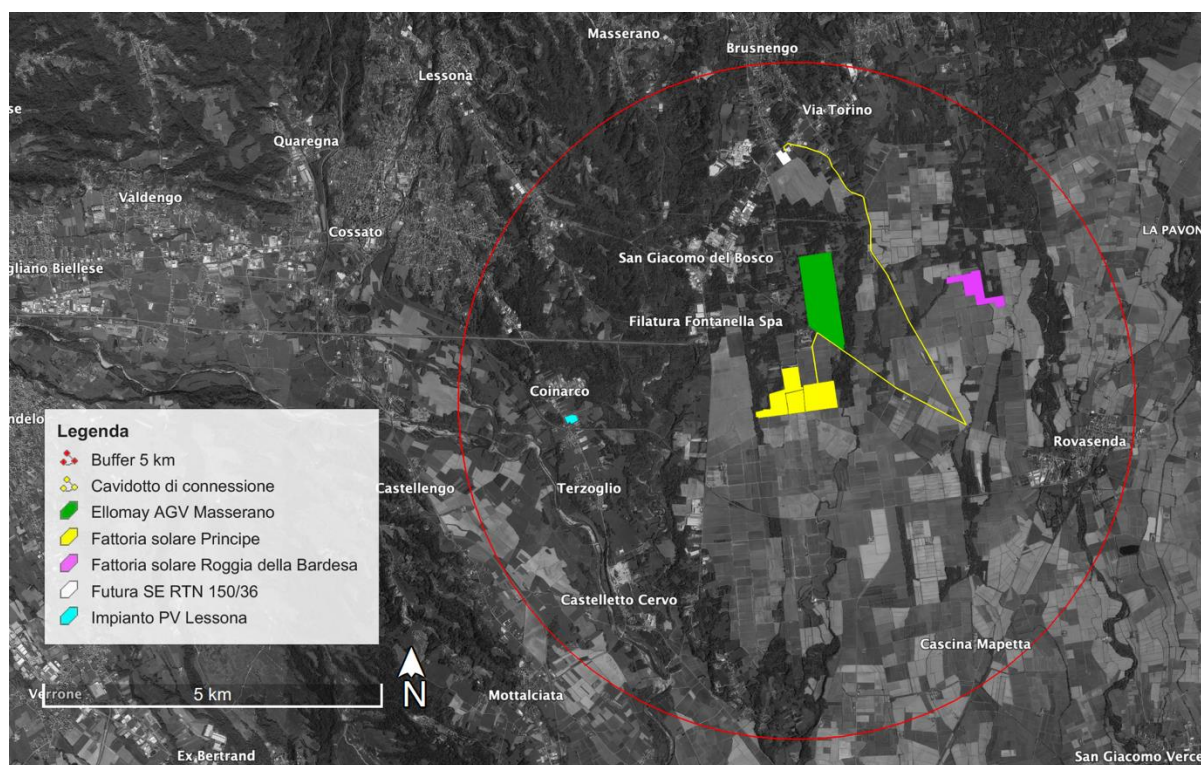 Masserano
Brusnengo
Lessona
se
Via Torino
Quaregna
Valdengo
Cossato
LA PAVON
gliano Biellese
San Giacomo del Bosco
Filatura Fontanella Spa
Coinarco
ndelo
Rovasenda
Castellengo
Terzoglio
Castelletto Cervo
Cascina Mapetta
Mottalciata
Verrone
Ex Bertrand
San Giacomo Verc
Legenda
Buffer 5 km
Cavidotto di connessione
Ellomay AGV Masserano
Fattoria solare Principe
Fattoria solare Roggia della Bardesa
Futura SE RTN 150/36
Impianto PV Lessona
5 km
N